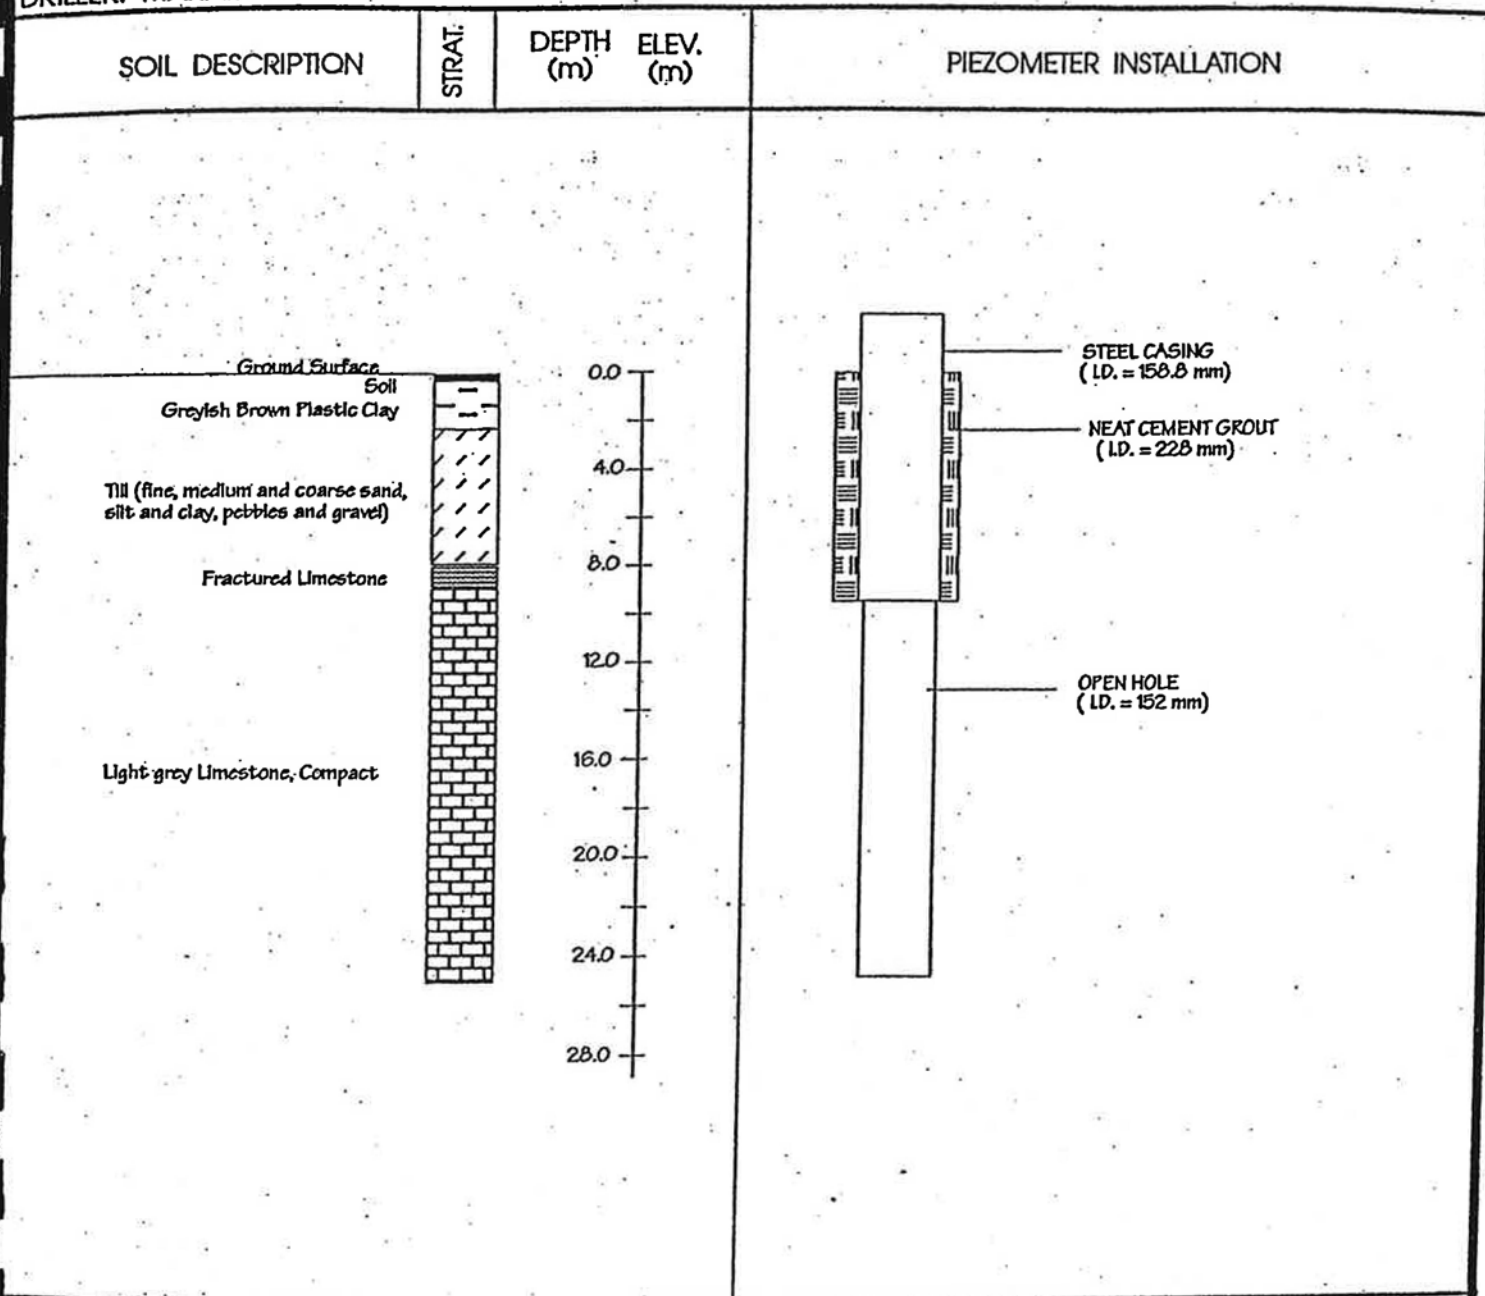 SOIL DESCRIPTION
STRAT.
DEPTH
(m)
ELEV.
(m)
PIEZOMETER INSTALLATION
Ground Surface
Soil
Greyish Brown Plastic Clay
Till (fine, medium and coarse sand,
silt and clay, pebbles and gravel)
Fractured Limestone
Light grey Limestone, Compact
0.0
4.0
8.0
12.0
16.0
20.0
24.0
28.0
STEEL CASING
( I.D. = 158.8 mm)
NEAT CEMENT GROUT
( I.D. = 228 mm)
OPEN HOLE
( I.D. = 152 mm)